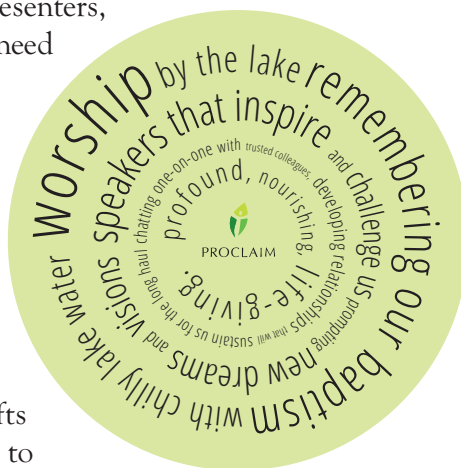 esenters,
need
Worship by the lake remembering our baptism with chilly lake water
speakers that inspire and challenge us prompting new dreams and visions
chatting one-on-one with trusted colleagues, developing relationships that will sustain us for the long haul
profound, nourishing, life-giving.
PROCLAIM
fts
to